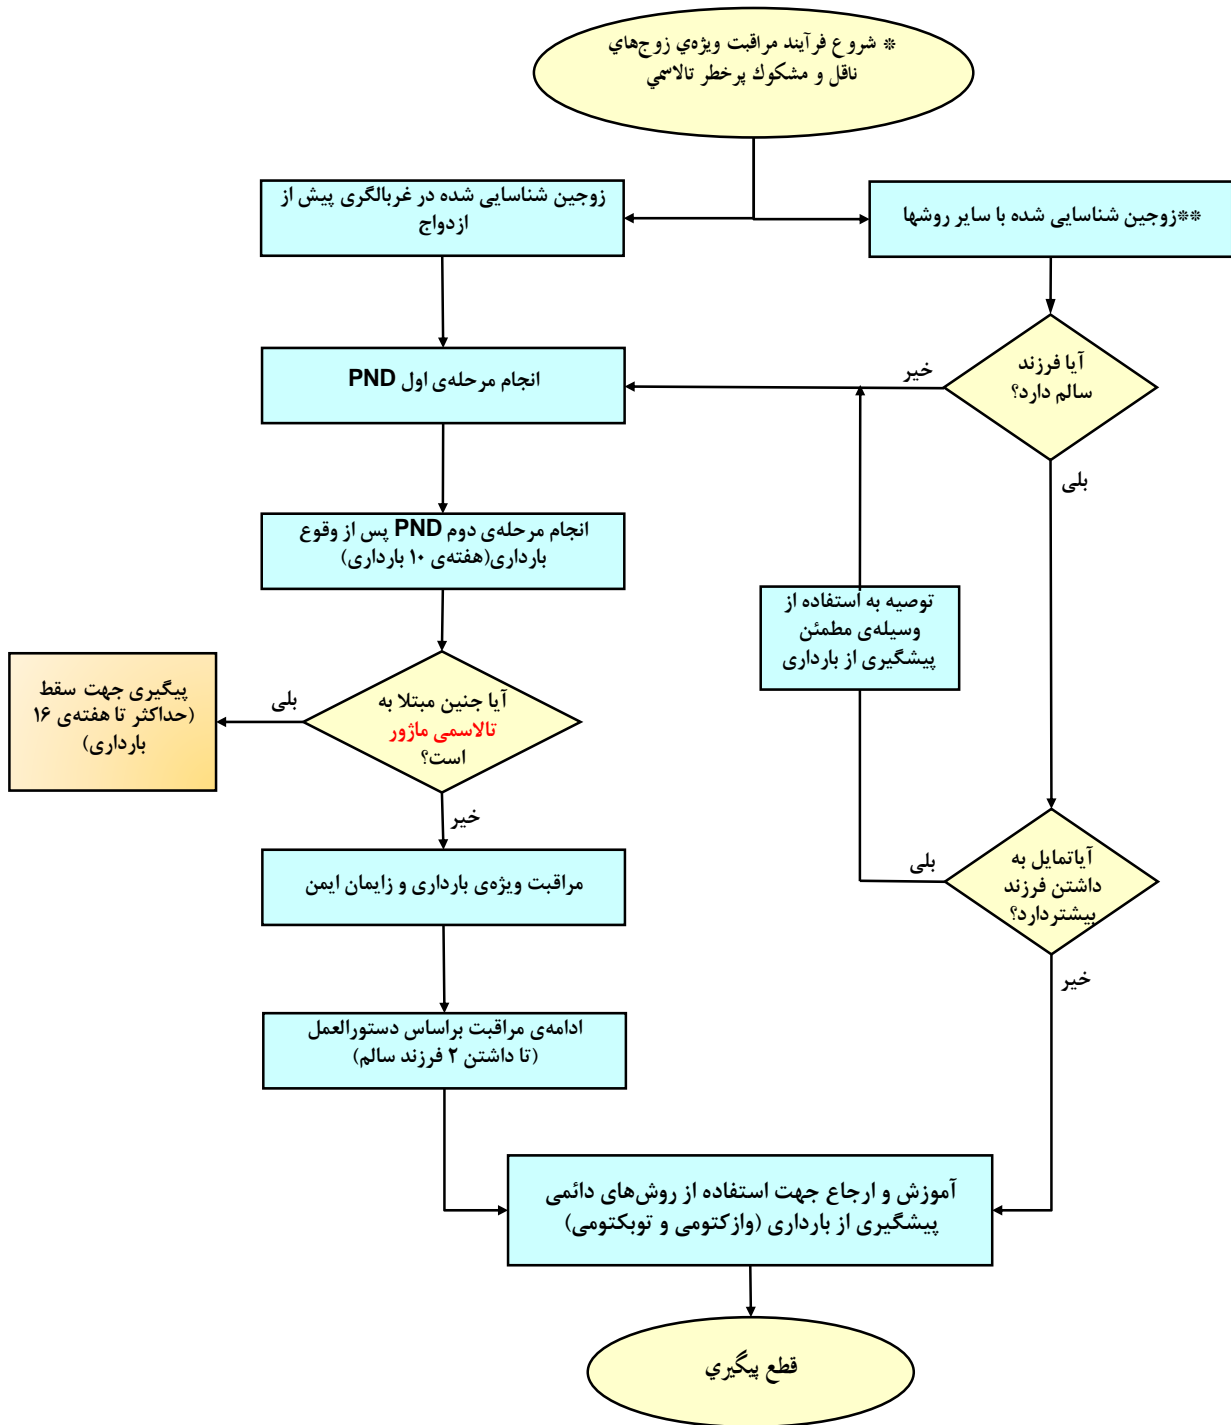 * شروع فرآيند مراقبت ويژه‌ي زوج‌هاي
ناقل و مشكوك پرخطر تالاسمي
زوجین شناسایی شده در غربالگری پیش از
ازدواج
**زوجین شناسایی شده با سایر روشها
آیا فرزند
سالم دارد؟
خیر
بلی
انجام مرحله‌ی اول PND
انجام مرحله‌ی دوم PND پس از وقوع
بارداری(هفته‌ی ۱۰ بارداری)
توصیه به استفاده از
وسیله‌ی مطمئن
پیشگیری از بارداری
آیا جنین مبتلا به
تالاسمی ماژور
است؟
بلی
خیر
پیگیری جهت سقط
(حداکثر تا هفته‌ی ۱۶
بارداری)
مراقبت ویژه‌ی بارداری و زایمان ایمن
آیاتمایل به
داشتن فرزند
بیشتردارد؟
بلی
خیر
ادامه‌ی مراقبت براساس دستورالعمل
(تا داشتن ۲ فرزند سالم)
آموزش و ارجاع جهت استفاده از روش‌های دائمی
پیشگیری از بارداری (وازکتومی و توبکتومی)
قطع پيگيري